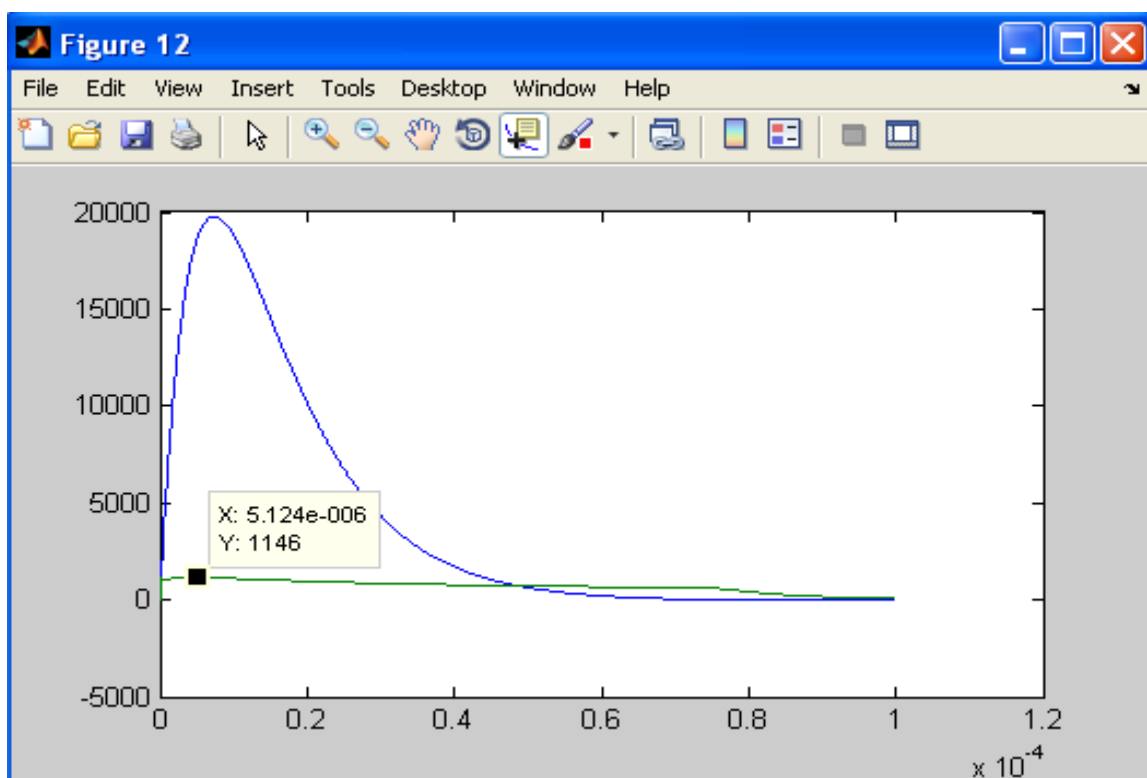 Figure 12
File Edit View Insert Tools Desktop Window Help
20000
15000
10000
5000
X: 5.124e-006
Y: 1146
0
-5000
0 0.2 0.4 0.6 0.8 1 1.2
x 10^-4